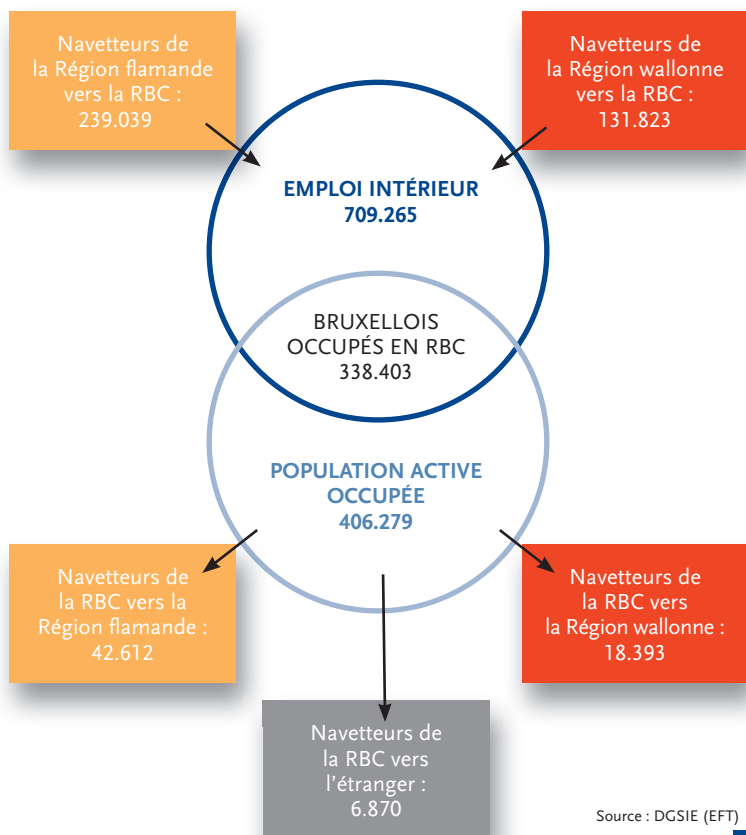 Navetteurs de
la Région flamande
vers la RBC :
239.039
Navetteurs de
la Région wallonne
vers la RBC :
131.823
EMPLOI INTÉRIEUR
709.265
BRUXELLOIS
OCCUPÉS EN RBC
338.403
POPULATION ACTIVE
OCCUPÉE
406.279
Navetteurs de
la RBC vers la
Région flamande :
42.612
Navetteurs de
la RBC vers
la Région wallonne :
18.393
Navetteurs de
la RBC vers
l'étranger :
6.870
Source : DGSIE (EFT)